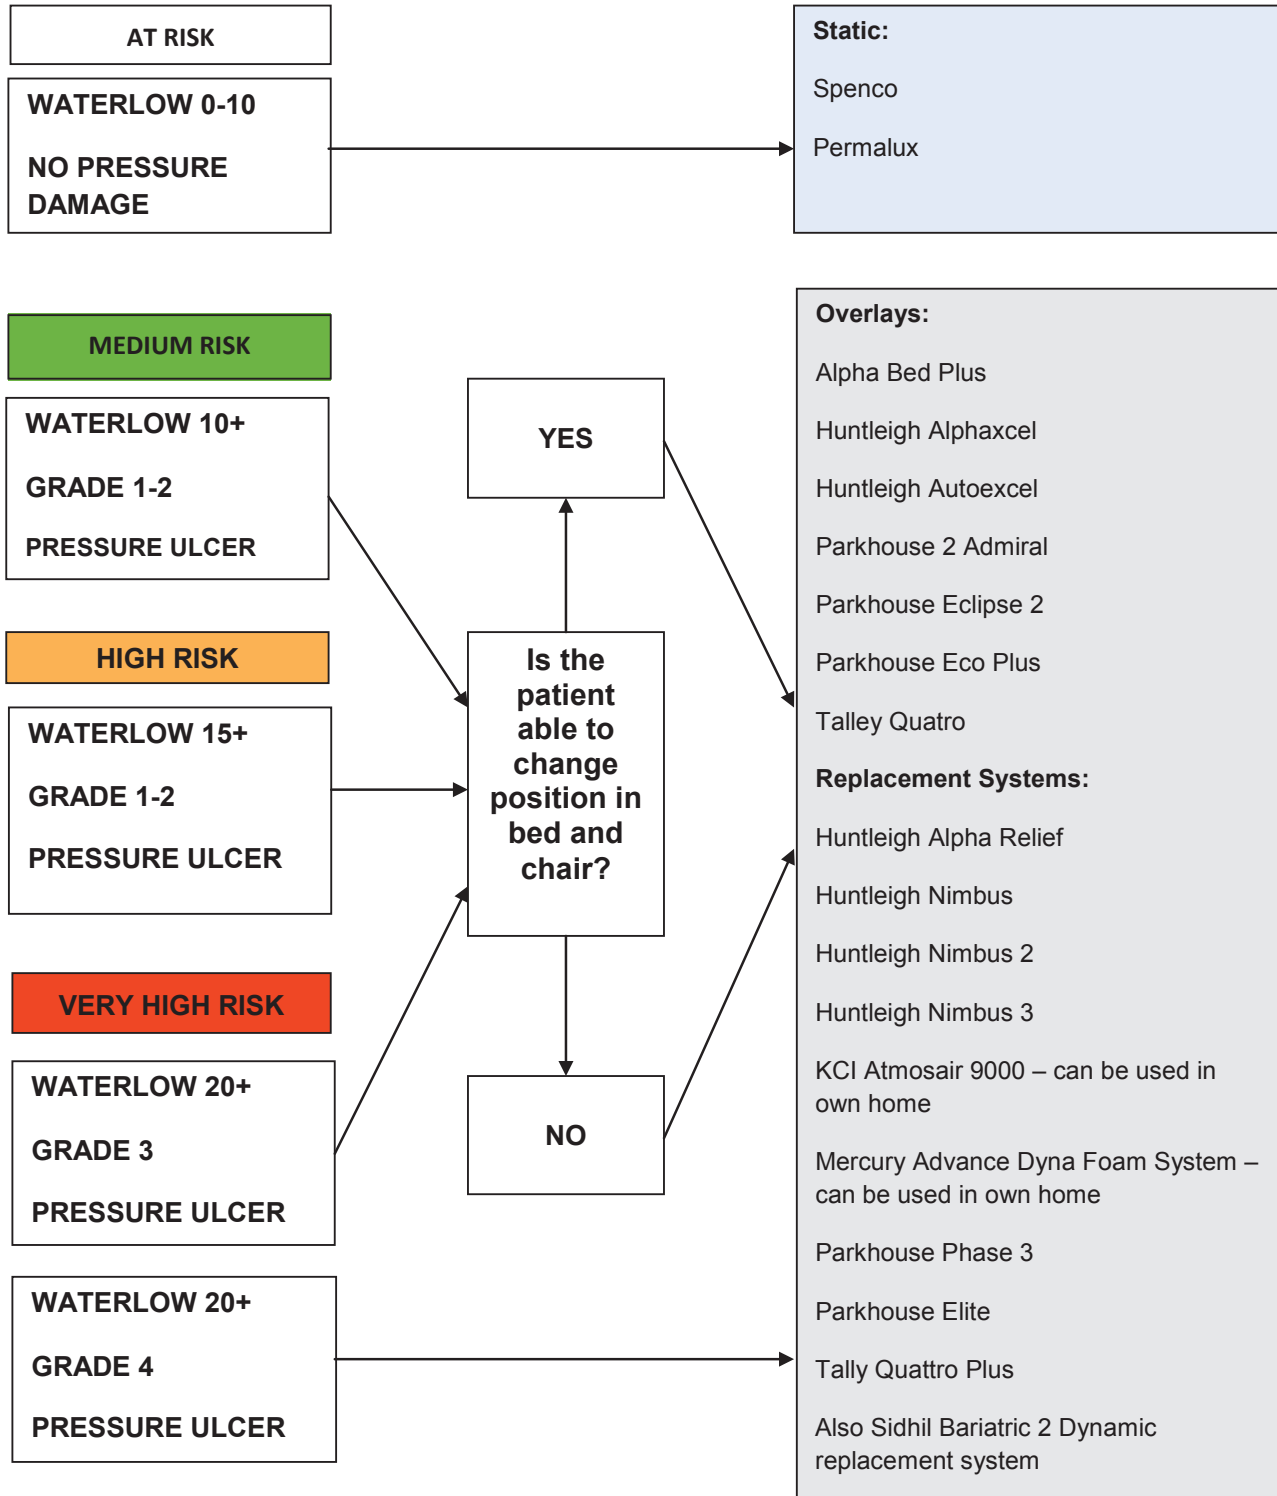 AT RISK
WATERLOW 0-10
NO PRESSURE
DAMAGE
Static:
Spenco
Permalux
MEDIUM RISK
WATERLOW 10+
GRADE 1-2
PRESSURE ULCER
HIGH RISK
WATERLOW 15+
GRADE 1-2
PRESSURE ULCER
VERY HIGH RISK
WATERLOW 20+
GRADE 3
PRESSURE ULCER
WATERLOW 20+
GRADE 4
PRESSURE ULCER
YES
Is the
patient
able to
change
position in
bed and
chair?
NO
Overlays:
Alpha Bed Plus
Huntleigh Alphaxcel
Huntleigh Autoexcel
Parkhouse 2 Admiral
Parkhouse Eclipse 2
Parkhouse Eco Plus
Talley Quatro
Replacement Systems:
Huntleigh Alpha Relief
Huntleigh Nimbus
Huntleigh Nimbus 2
Huntleigh Nimbus 3
KCI Atmosair 9000 – can be used in
own home
Mercury Advance Dyna Foam System –
can be used in own home
Parkhouse Phase 3
Parkhouse Elite
Tally Quattro Plus
Also Sidhil Bariatric 2 Dynamic
replacement system